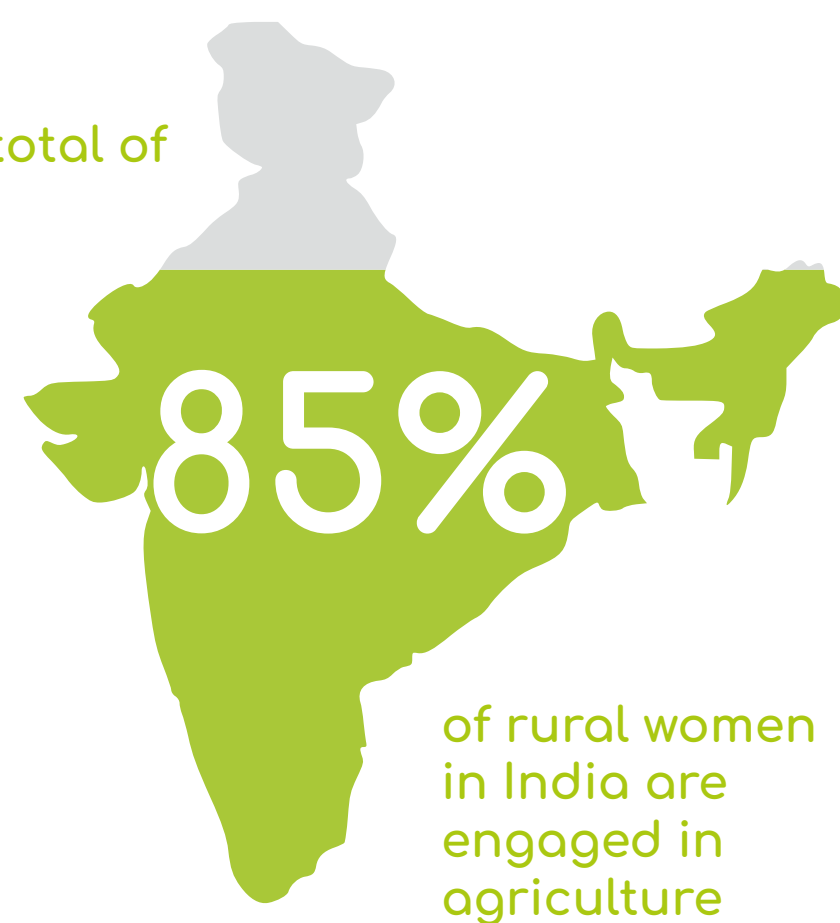 total of
85%
of rural women
in India are
engaged in
agriculture